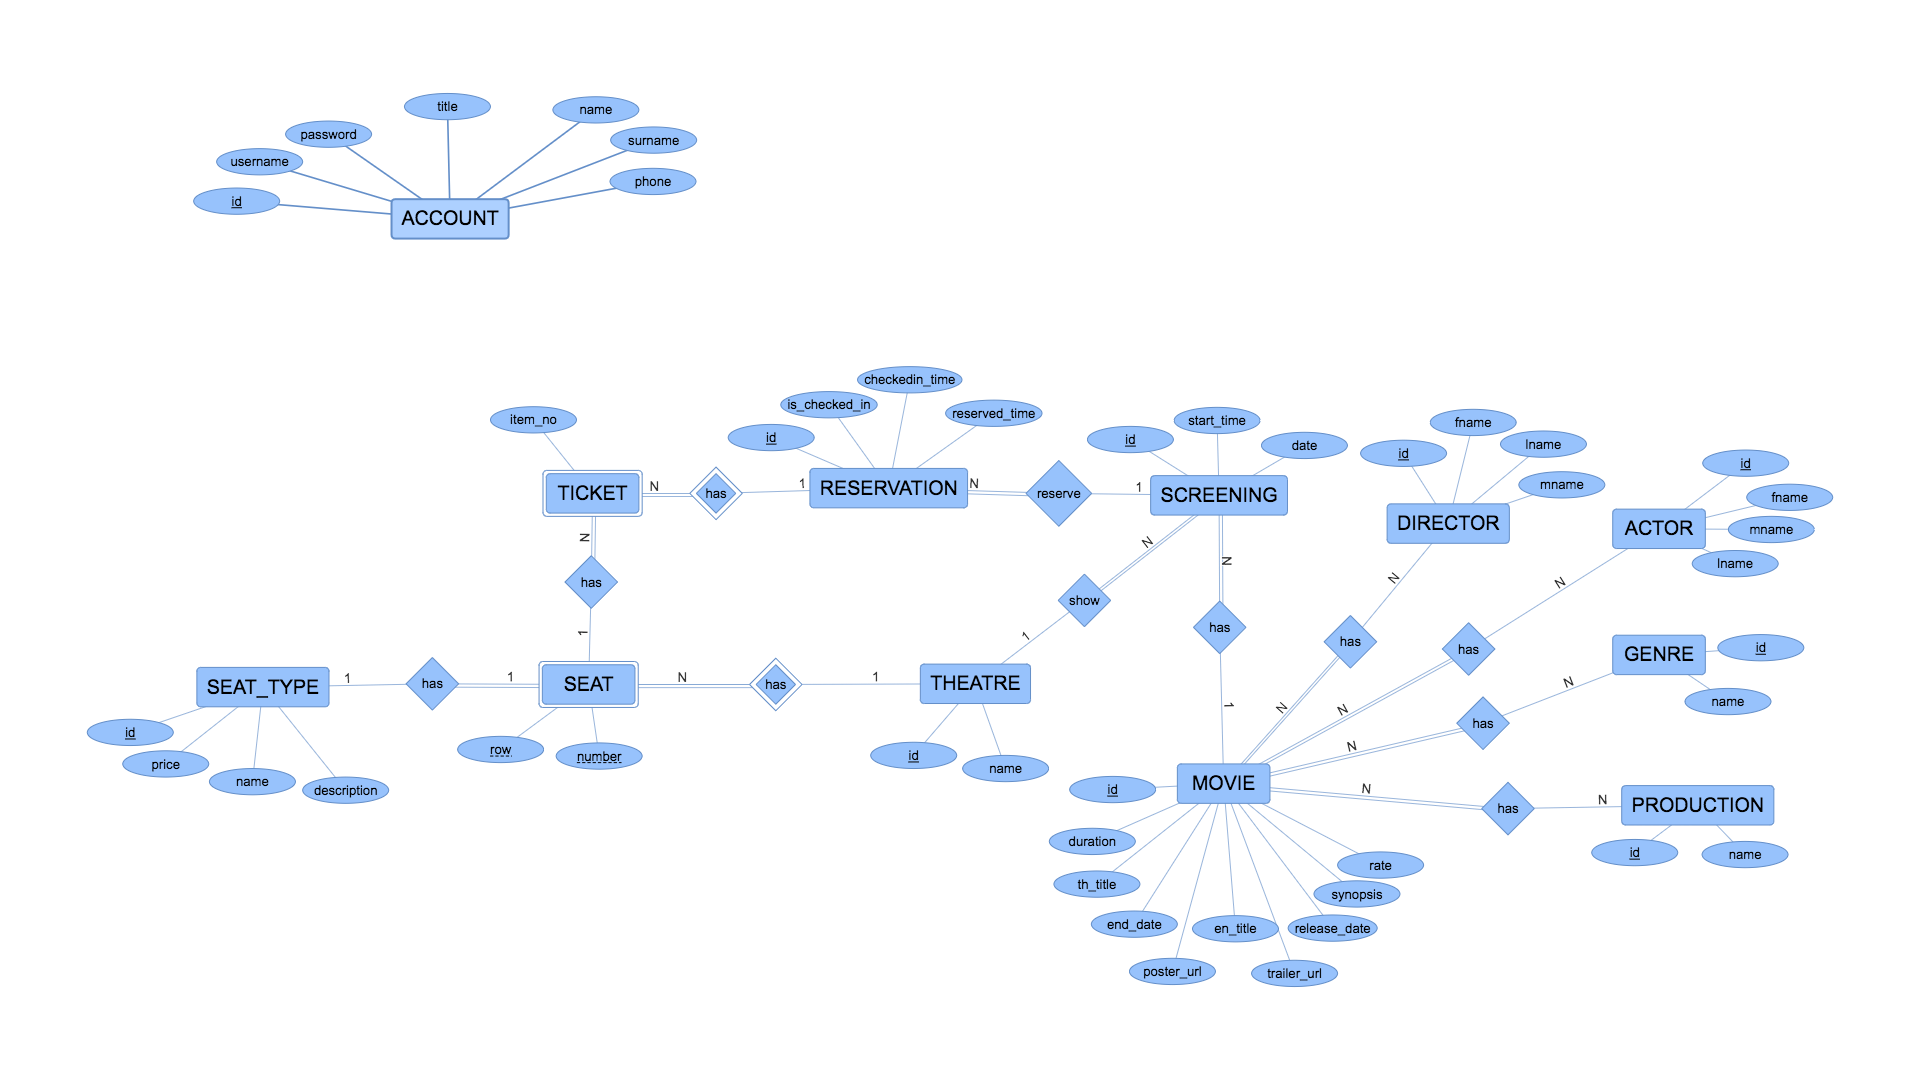 title
name
password
surname
username
phone
id
ACCOUNT
checkedin_time
is_checked_in
reserved_time
item_no
id
start_time
fname
id
date
lname
id
id
mname
fname
TICKET
N
has
1
RESERVATION
N
reserve
1
SCREENING
DIRECTOR
ACTOR
mname
lname
N
N
N
N
N
has
show
1
1
has
has
has
GENRE
id
name
SEAT_TYPE
1
has
1
SEAT
N
has
1
THEATRE
1
N
N
N
has
id
price
name
description
row
number
id
name
N
MOVIE
N
has
N
PRODUCTION
id
name
id
duration
th_title
end_date
poster_url
en_title
trailer_url
release_date
synopsis
rate